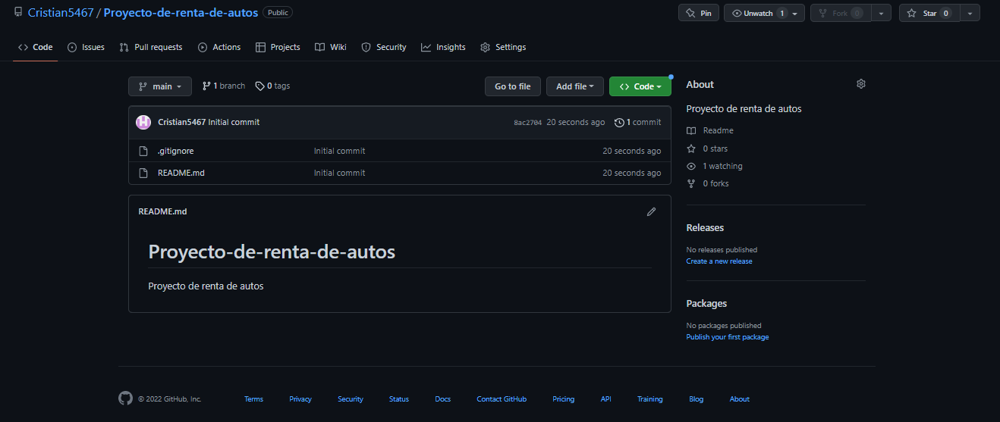 Cristian5467 / Proyecto-de-renta-de-autos Public
Pin
Unwatch 1
Fork 0
Star 0
Code Issues Pull requests Actions Projects Wiki Security Insights Settings
main 1 branch 0 tags
Go to file Add file Code
Cristian5467 Initial commit 8ac2704 20 seconds ago 1 commit
.gitignore Initial commit 20 seconds ago
README.md Initial commit 20 seconds ago
README.md
Proyecto-de-renta-de-autos
Proyecto de renta de autos
About
Proyecto de renta de autos
Readme
0 stars
1 watching
0 forks
Releases
No releases published
Create a new release
Packages
No packages published
Publish your first package
© 2022 GitHub, Inc. Terms Privacy Security Status Docs Contact GitHub Pricing API Training Blog About